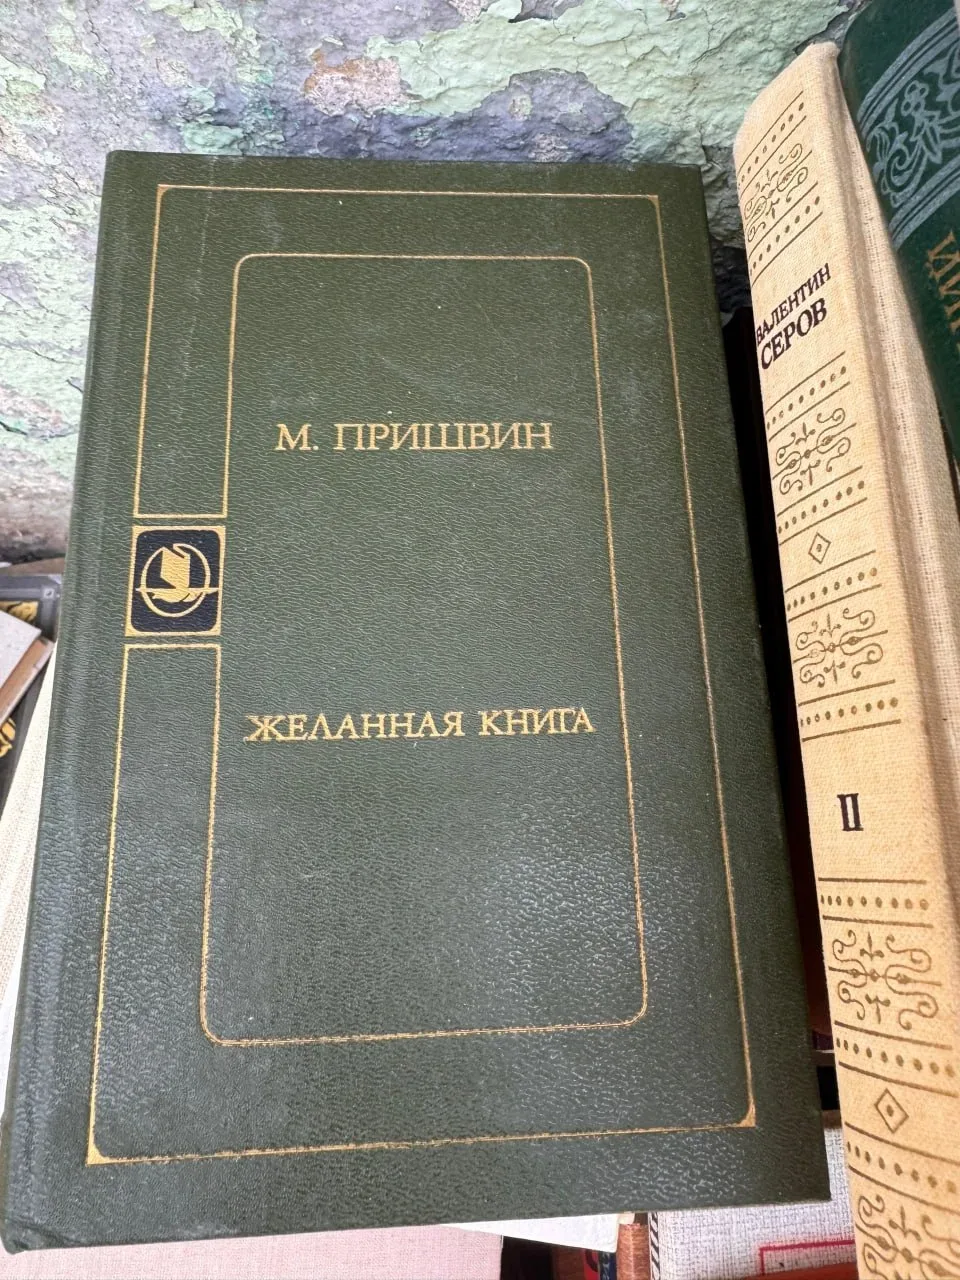 М. ПРИШВИН
ЖЕЛАННАЯ КНИГА
ВАЛЕНТИН
СЕРОВ
II